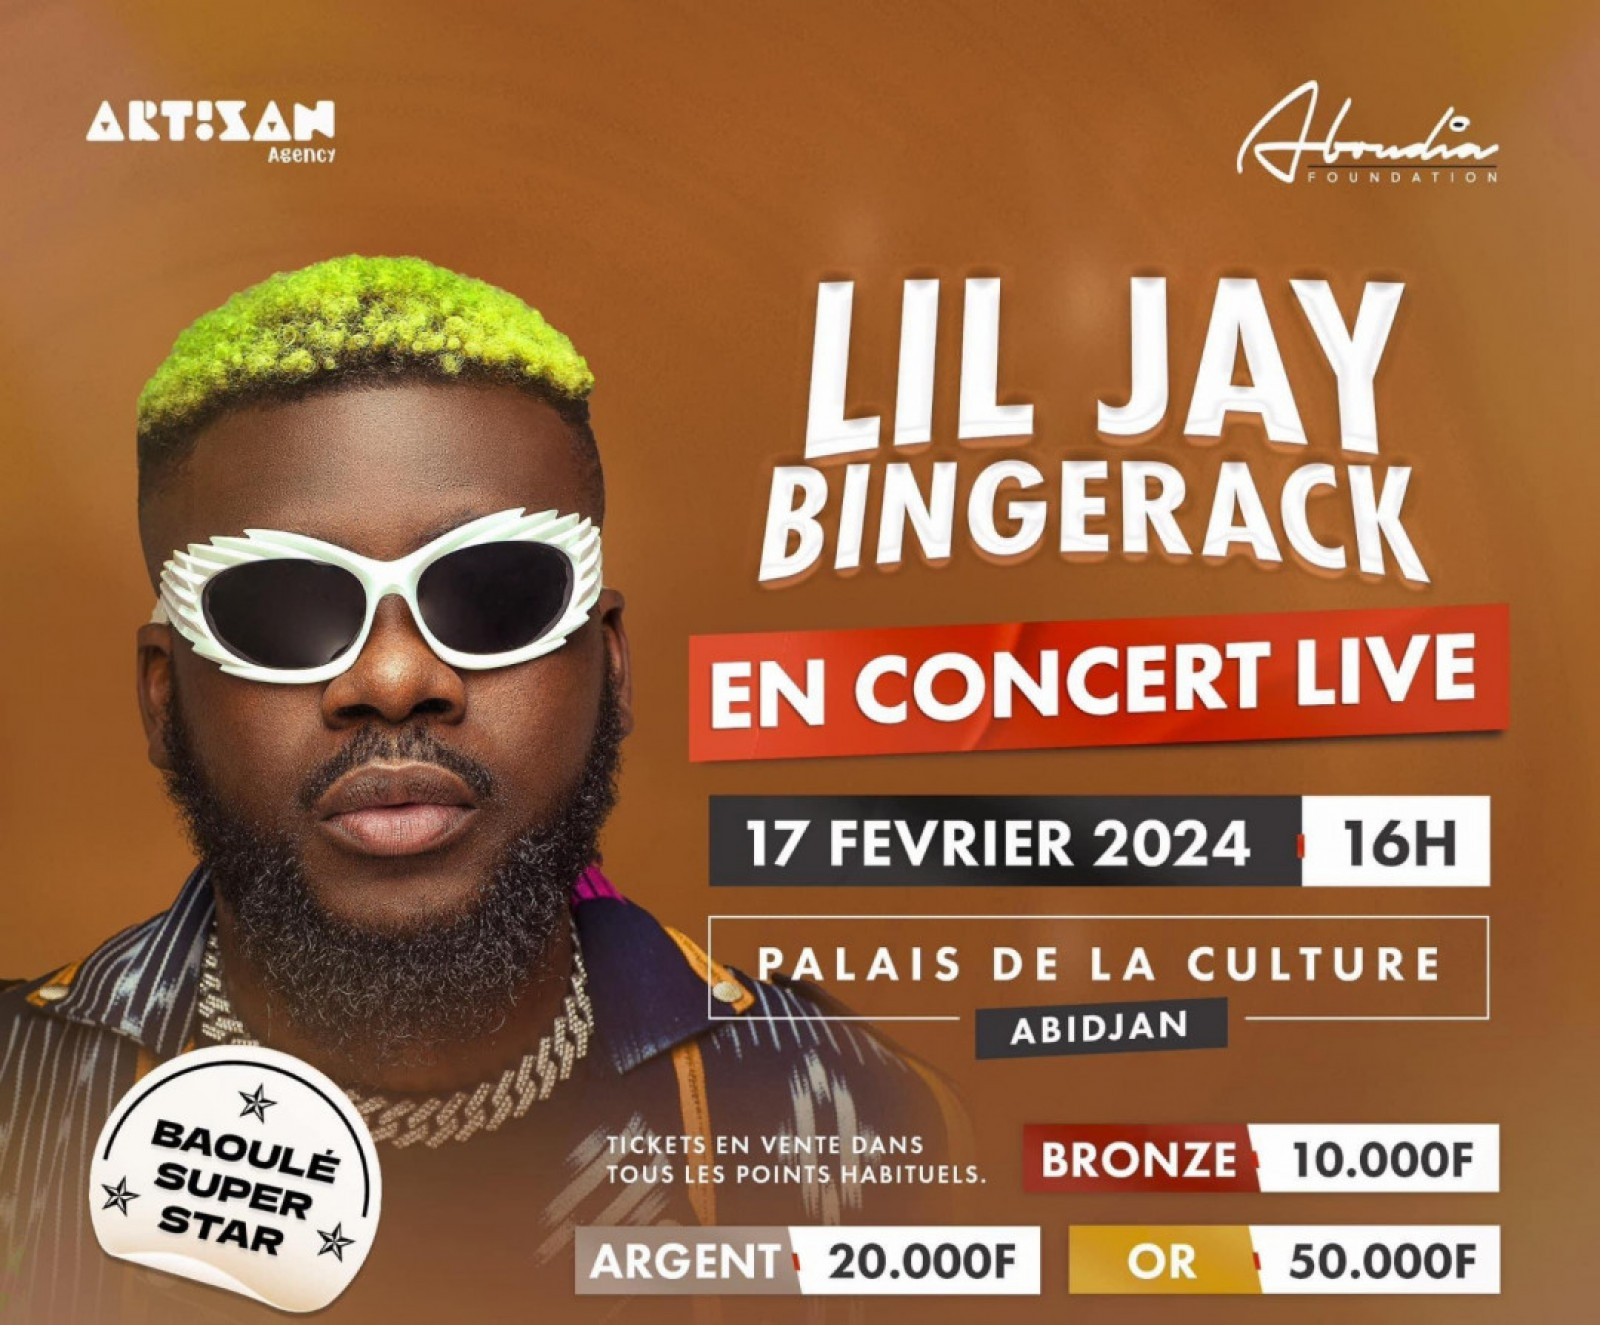 ARTISAN
Agency
Aboudia
FOUNDATION
LIL JAY
BINGERACK
EN CONCERT LIVE
17 FEVRIER 2024 16H
PALAIS DE LA CULTURE
ABIDJAN
TICKETS EN VENTE DANS
TOUS LES POINTS HABITUELS.
BRONZE 10.000F
ARGENT 20.000F
OR 50.000F
BAOULÉ
SUPER
STAR